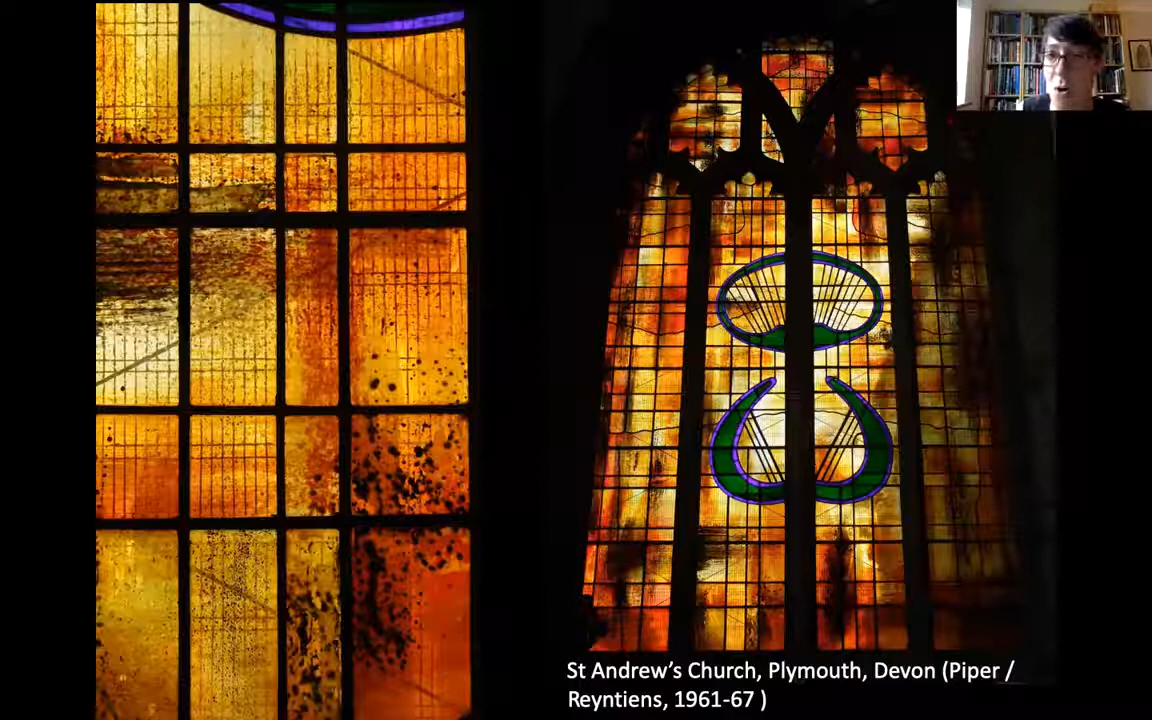 St Andrew’s Church, Plymouth, Devon (Piper /
Reyntiens, 1961-67 )